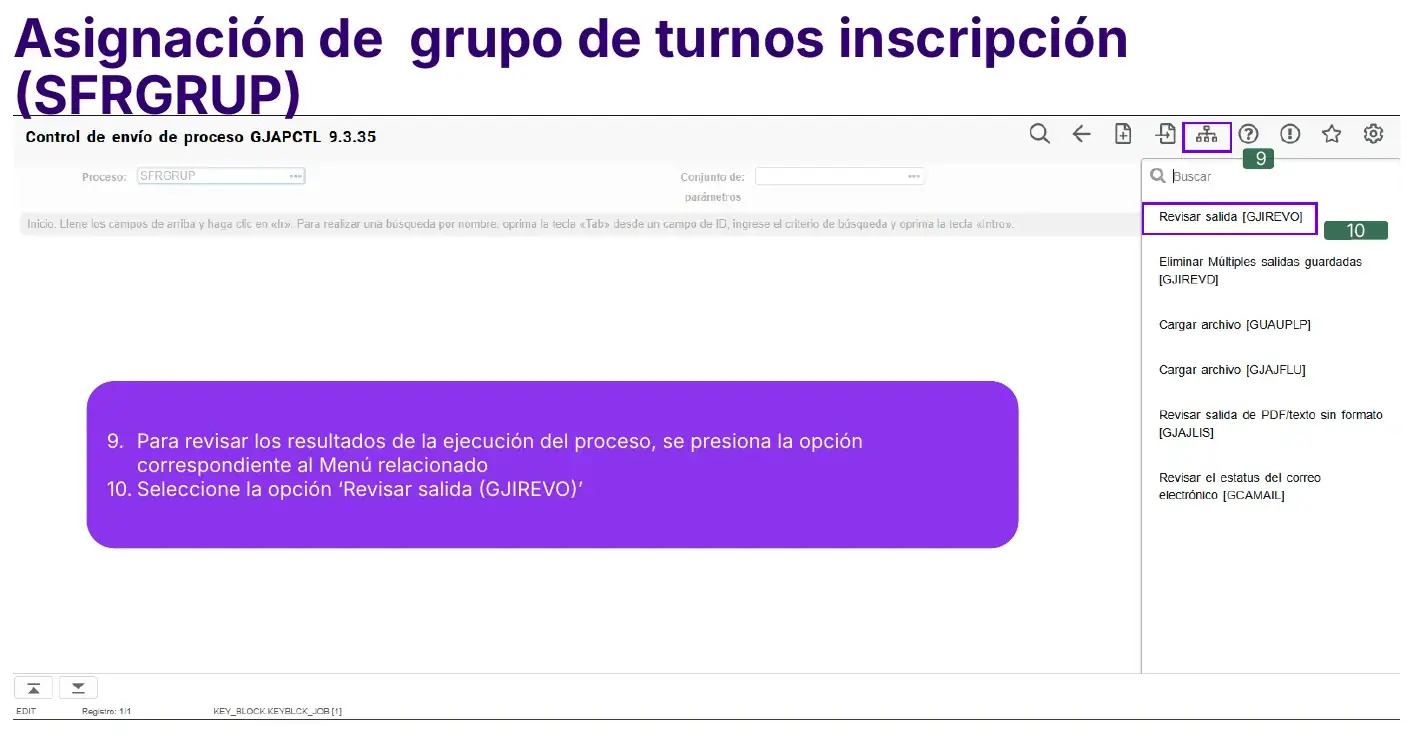 Asignación de grupo de turnos inscripción
(SFRGRUP)
Control de envío de proceso GJAPCTL 9.3.35
9
Proceso: SFRGRUP Conjunto de:
parámetros
Buscar
Inicio. Llene los campos de arriba y haga clic en «Ir». Para realizar una búsqueda por nombre, oprima la tecla «Tab» desde un campo de ID, ingrese el criterio de búsqueda y oprima la tecla «Intro».
Revisar salida [GJIREVO]
10
Eliminar Múltiples salidas guardadas
[GJIREVD]
Cargar archivo [GUAUPLP]
Cargar archivo [GJAJFLU]
Revisar salida de PDF/texto sin formato
[GJAJLIS]
Revisar el estatus del correo
electrónico [GCAMAIL]
9. Para revisar los resultados de la ejecución del proceso, se presiona la opción
correspondiente al Menú relacionado
10. Seleccione la opción ‘Revisar salida (GJIREVO)’
EDIT Registro: 1/1 KEY_BLOCK.KEYBLCK_JOB [1]